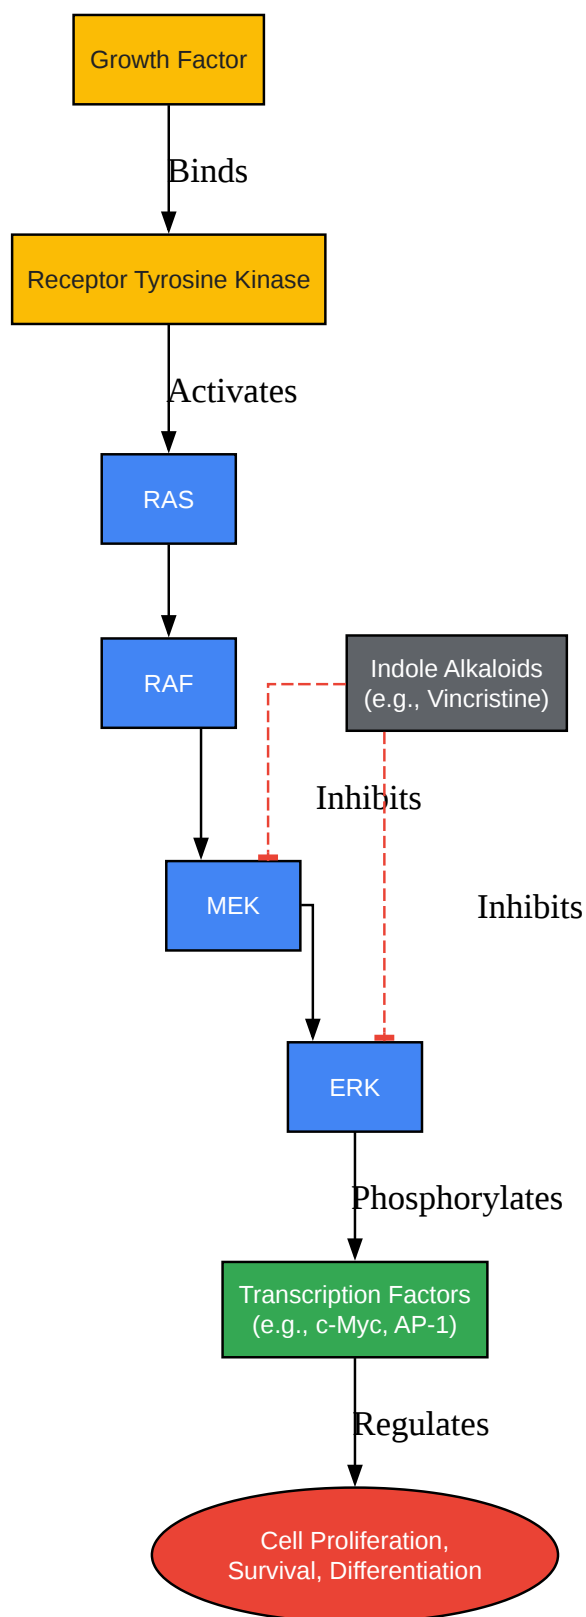 Growth Factor
Binds
Receptor Tyrosine Kinase
Activates
RAS
RAF
Indole Alkaloids
(e.g., Vincristine)
Inhibits
MEK
Inhibits
ERK
Phosphorylates
Transcription Factors
(e.g., c-Myc, AP-1)
Regulates
Cell Proliferation,
Survival, Differentiation